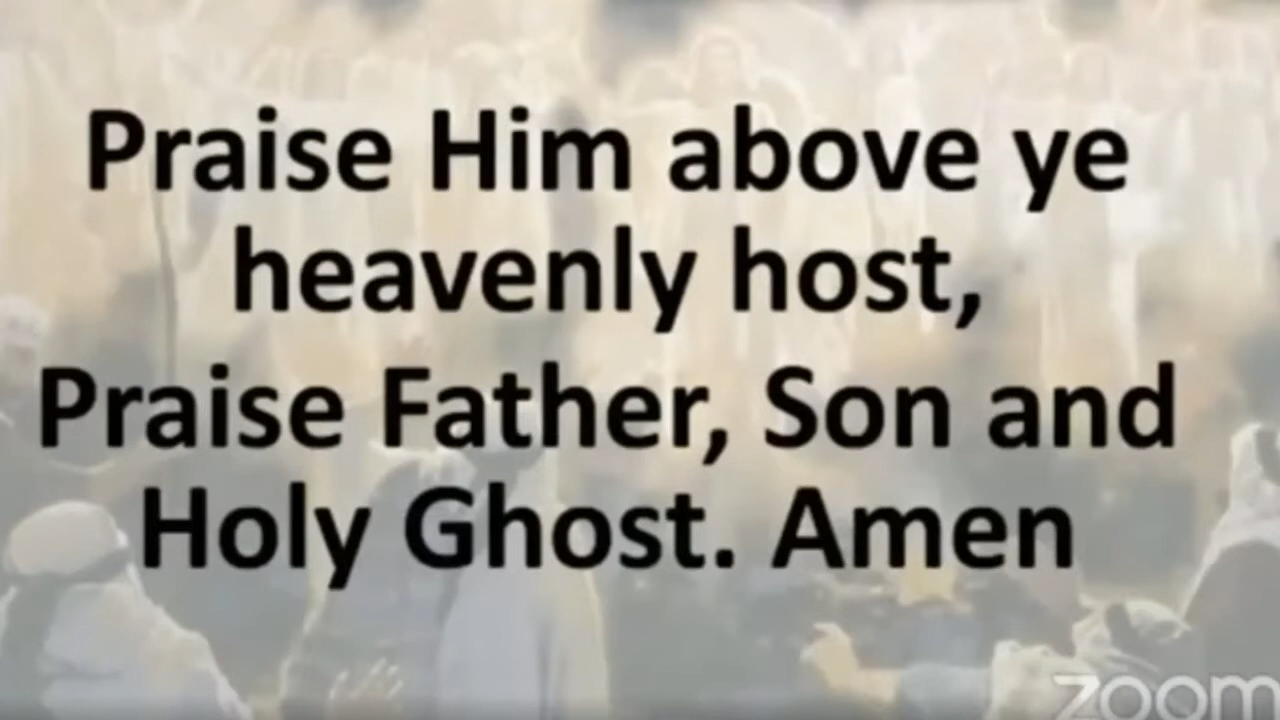 Praise Him above ye
heavenly host,
Praise Father, Son and
Holy Ghost. Amen
zoom